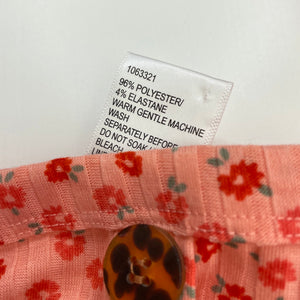 1063321
96% POLYESTER/
4% ELASTANE
WARM GENTLE MACHINE
WASH
SEPARATELY BEFORE
DO NOT SOAK
BLEACH